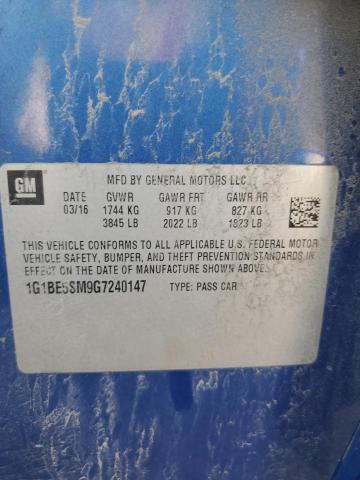 GM
MFD BY GENERAL MOTORS LLC
DATE GVWR GAWR FRT GAWR RR
03/16 1744 KG 917 KG 827 KG
3845 LB 2022 LB 1823 LB
THIS VEHICLE CONFORMS TO ALL APPLICABLE U.S. FEDERAL MOTOR
VEHICLE SAFETY, BUMPER, AND THEFT PREVENTION STANDARDS IN
EFFECT ON THE DATE OF MANUFACTURE SHOWN ABOVE.
1G1BE5SM9G7240147 TYPE: PASS CAR